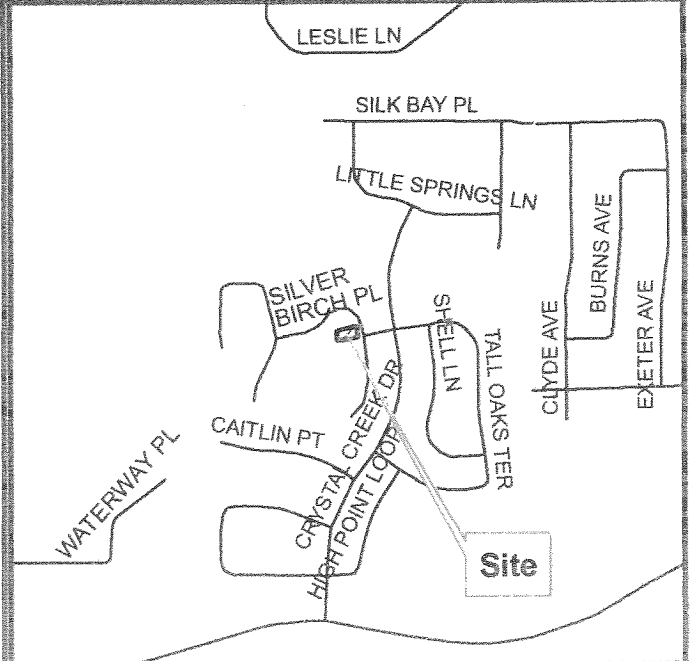 LESLIE LN
SILK BAY PL
LITTLE SPRINGS LN
SILVER
BIRCH PL
SHELL LN
TALL OAKS TER
CLYDE AVE
BURNS AVE
EXETER AVE
CAITLIN PT
CRYSTAL CREEK DR
HIGH POINT LOOP
WATERWAY PL
Site